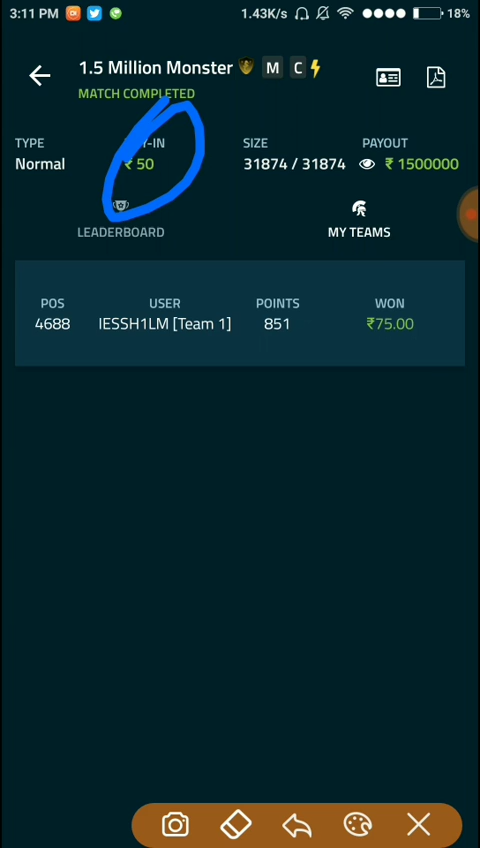 3:11 PM 1.43K/s 18%
1.5 Million Monster M C
MATCH COMPLETED
TYPE SIZE PAYOUT
Normal ₹ 50 31874 / 31874 ₹ 1500000
LEADERBOARD MY TEAMS
POS USER POINTS WON
4688 IESSH1LM [Team 1] 851 ₹75.00